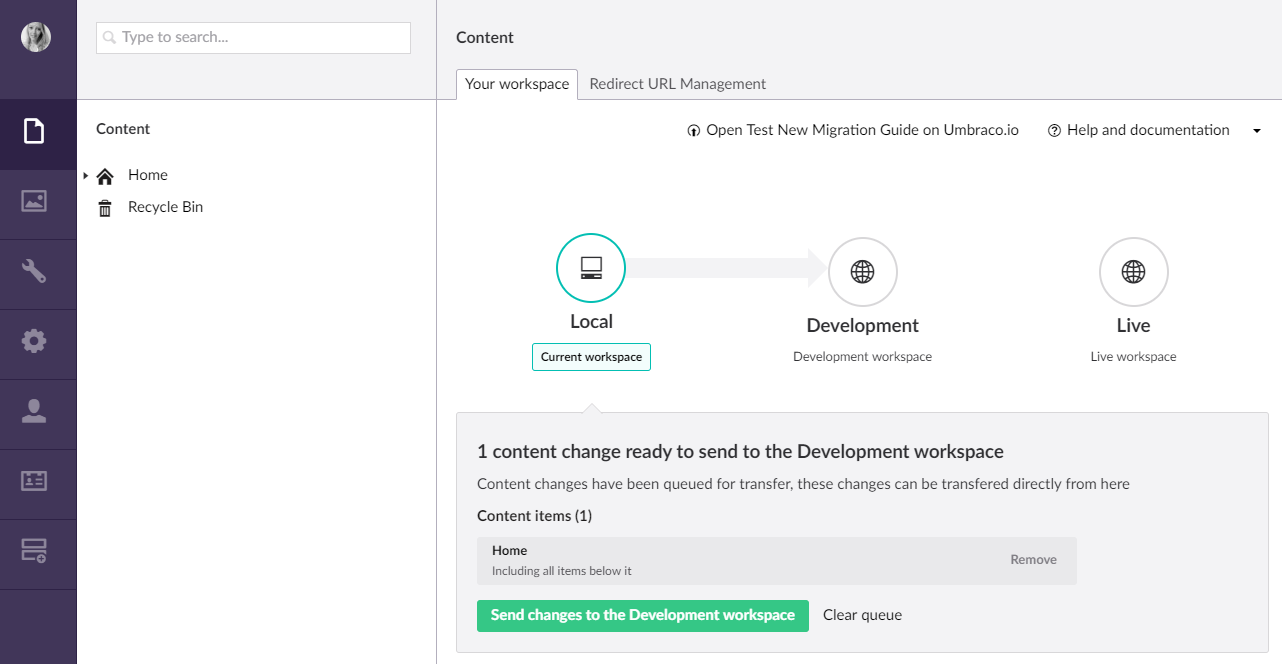 Type to search...
Content
Home
Recycle Bin
Content
Your workspace Redirect URL Management
Open Test New Migration Guide on Umbraco.io Help and documentation
Local
Current workspace
Development
Development workspace
Live
Live workspace
1 content change ready to send to the Development workspace
Content changes have been queued for transfer, these changes can be transfered directly from here
Content items (1)
Home
Including all items below it
Remove
Send changes to the Development workspace Clear queue